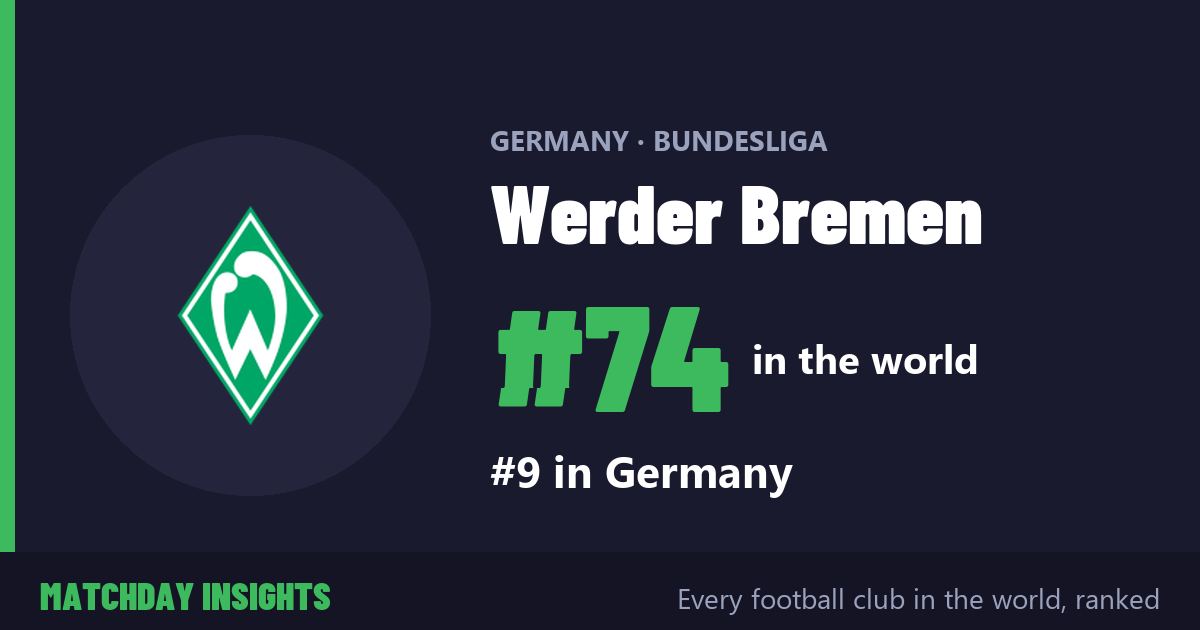 GERMANY · BUNDESLIGA
Werder Bremen
#74 in the world
#9 in Germany
MATCHDAY INSIGHTS
Every football club in the world, ranked